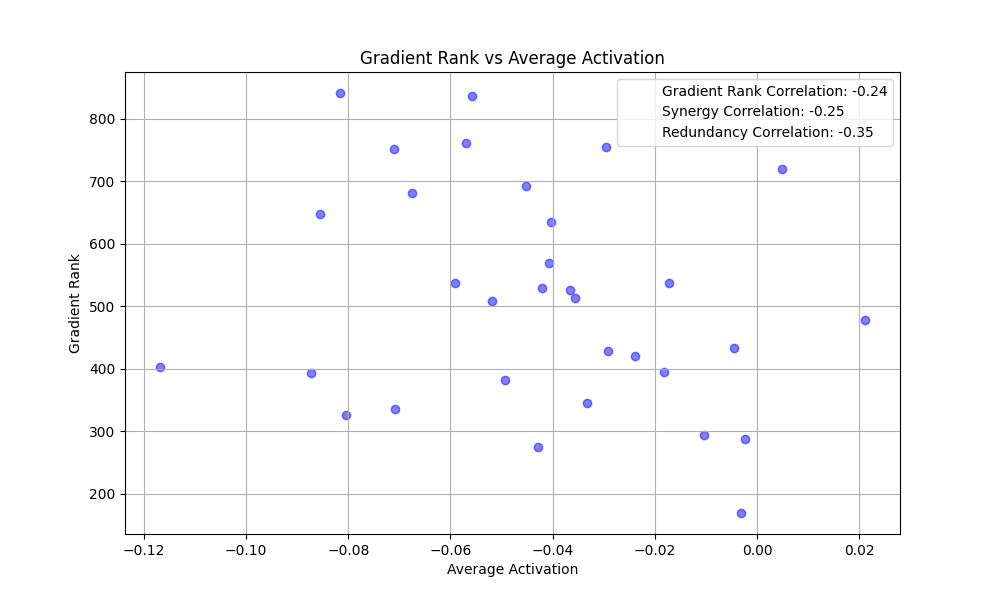 Gradient Rank vs Average Activation
Gradient Rank Correlation: -0.24
Synergy Correlation: -0.25
Redundancy Correlation: -0.35
Gradient Rank
800
700
600
500
400
300
200
−0.12 −0.10 −0.08 −0.06 −0.04 −0.02 0.00 0.02
Average Activation